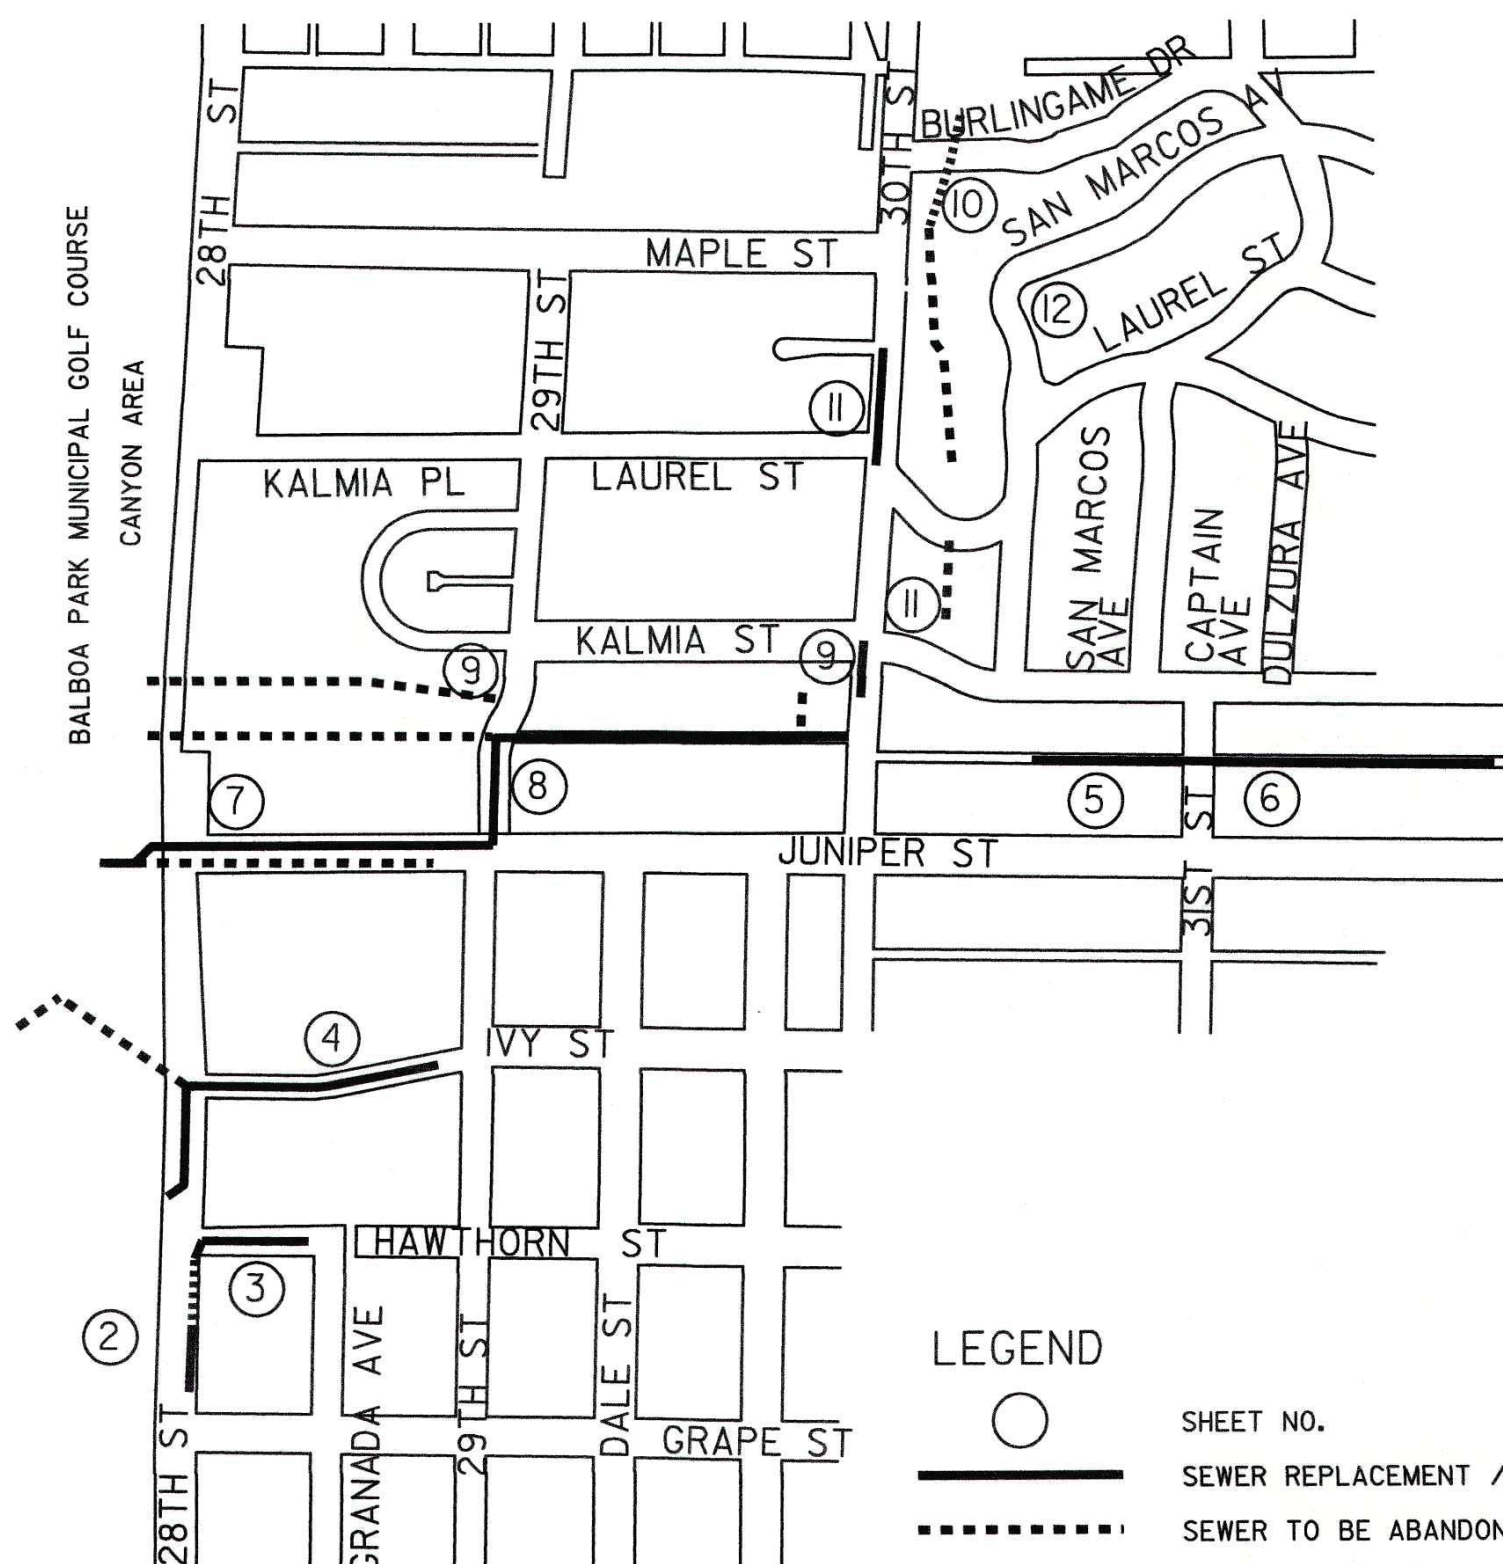 BURLINGAME DR
28TH ST
30TH ST
SAN MARCOS AV
10
MAPLE ST
LAUREL ST
12
29TH ST
BALBOA PARK MUNICIPAL GOLF COURSE
CANYON AREA
11
KALMIA PL
LAUREL ST
SAN MARCOS
AVE
CAPTAIN
AVE
DULZURA AVE
11
KALMIA ST
9
9
7
8
5
6
31ST ST
JUNIPER ST
4
IVY ST
HAWTHORN ST
3
2
GRANADA AVE
29TH ST
DALE ST
GRAPE ST
28TH ST
LEGEND
SHEET NO.
SEWER REPLACEMENT /
SEWER TO BE ABANDON